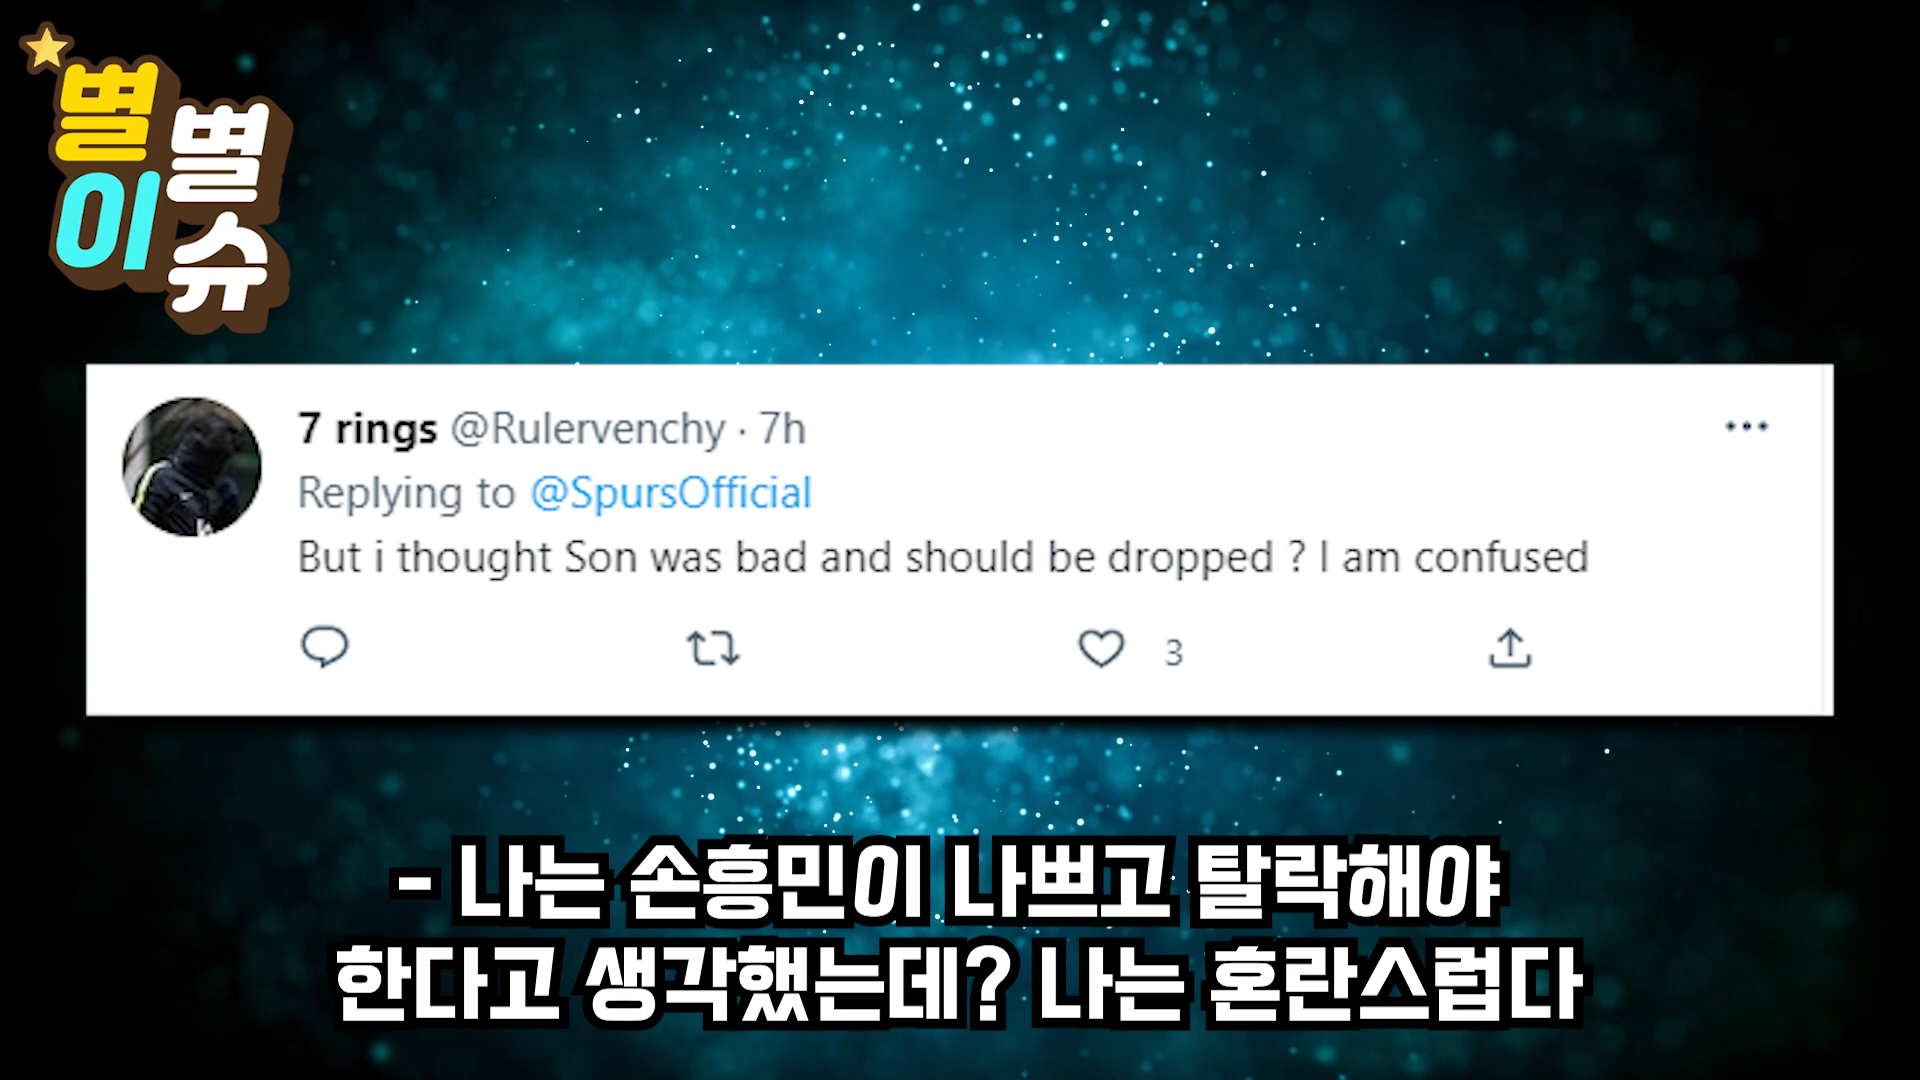 별별
이슈
7 rings @Rulervenchy · 7h
Replying to @SpursOfficial
But i thought Son was bad and should be dropped ? I am confused
3
- 나는 손흥민이 나쁘고 탈락해야
한다고 생각했는데? 나는 혼란스럽다